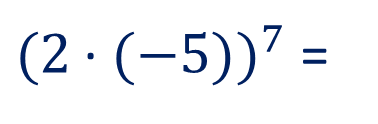 (2 · (−5))⁷ =